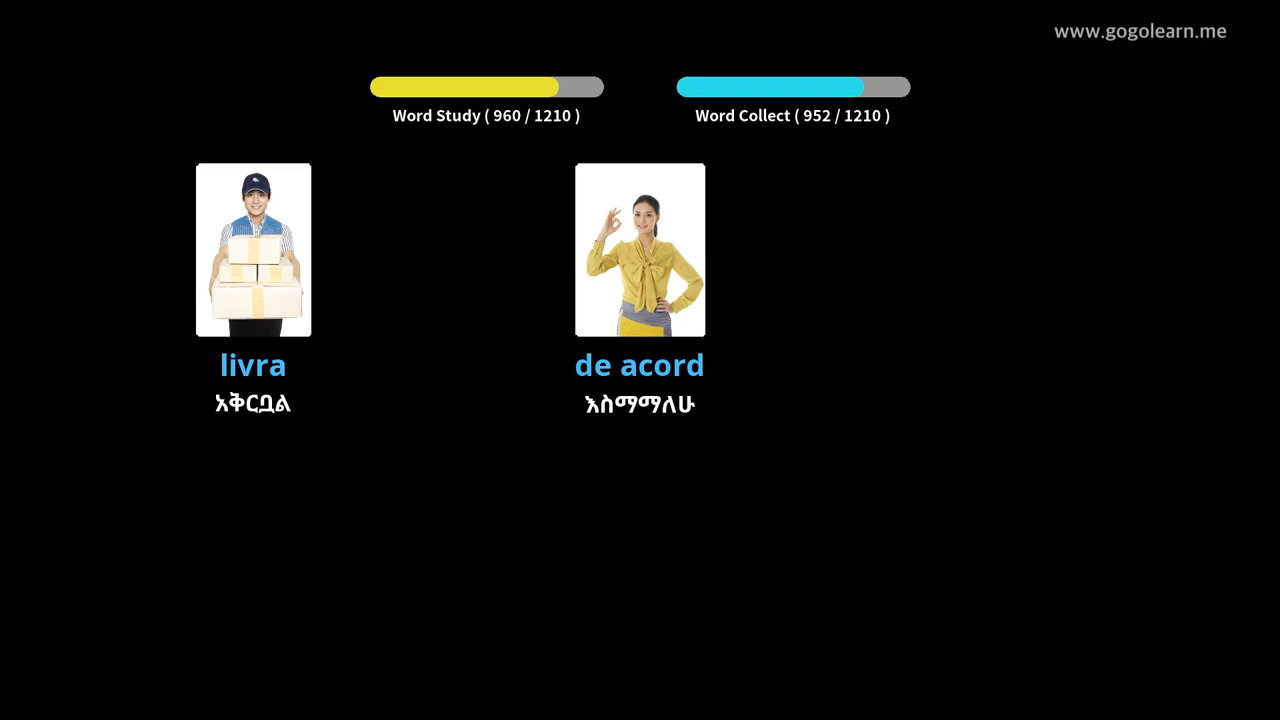 www.gogolearn.me
Word Study ( 960 / 1210 )
Word Collect ( 952 / 1210 )
livra
አቅርቧል
de acord
እስማማለሁ